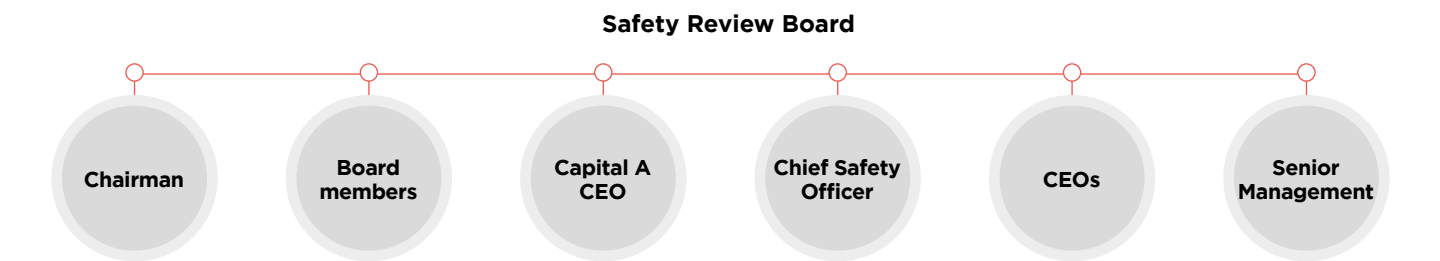 Safety Review Board
Chairman
Board
members
Capital A
CEO
Chief Safety
Officer
CEOs
Senior
Management